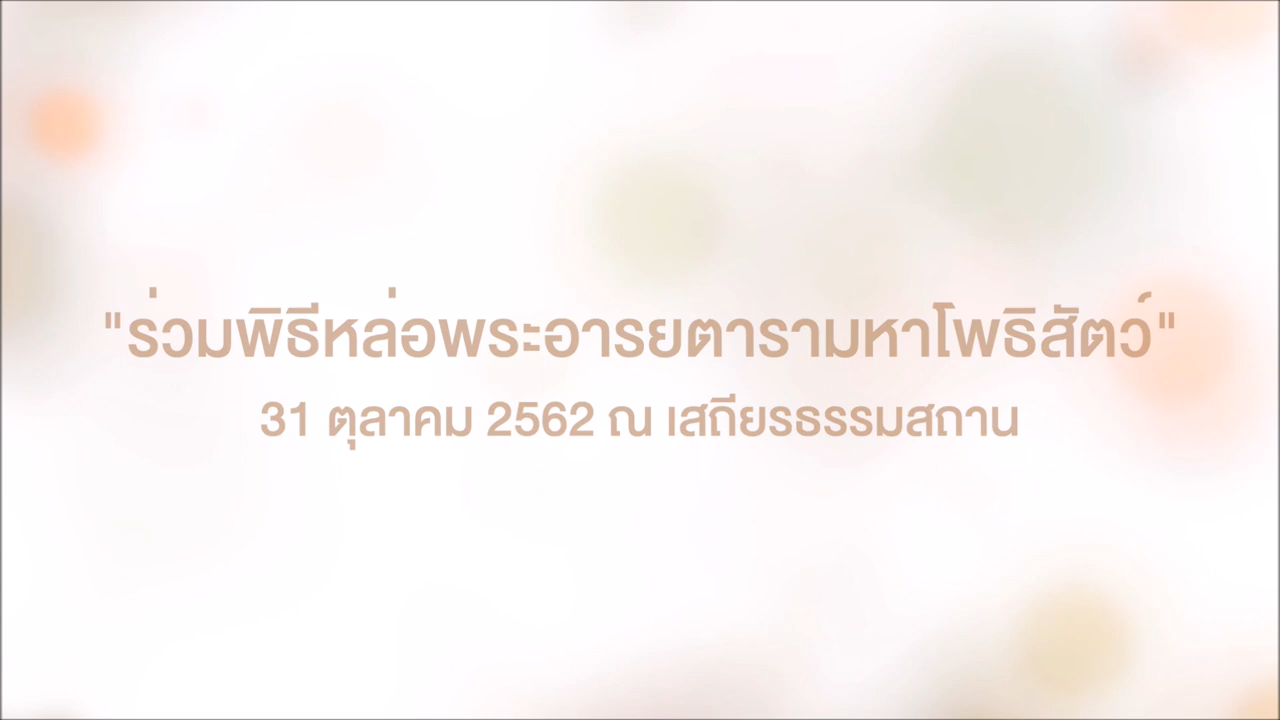 "ร่วมพิธีหล่อพระอารยตารามหาโพธิสัตว์"
31 ตุลาคม 2562 ณ เสถียรธรรมสถาน